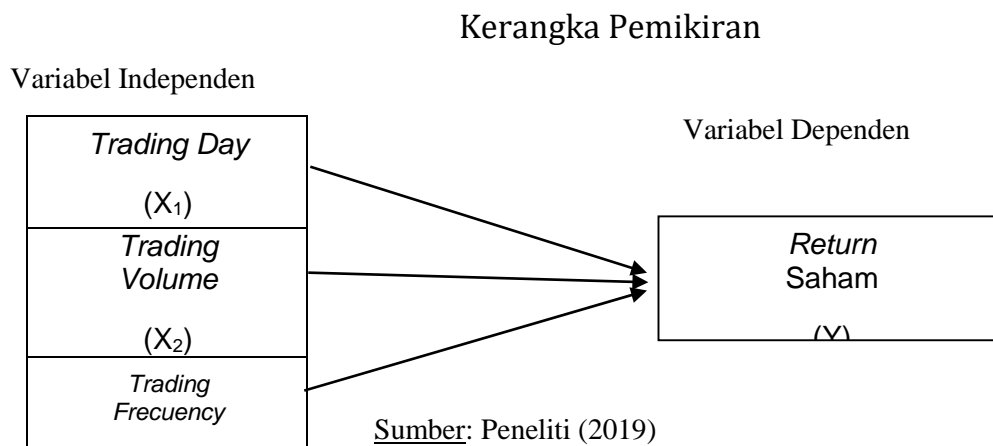 Kerangka Pemikiran
Variabel Independen
Variabel Dependen
Trading Day
(X₁)
Trading
Volume
(X₂)
Trading
Frecuency
Return
Saham
(Y)
Sumber: Peneliti (2019)